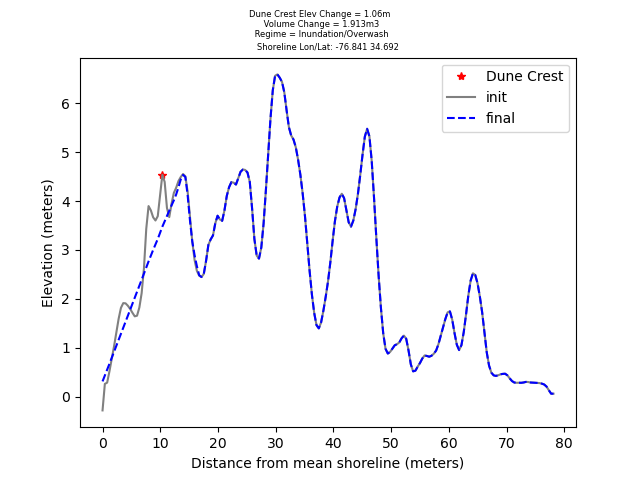 Dune Crest Elev Change = 1.06m
Volume Change = 1.913m3
Regime = Inundation/Overwash
Shoreline Lon/Lat: -76.841 34.692
Dune Crest
init
final
Elevation (meters)
6
5
4
3
2
1
0
0 10 20 30 40 50 60 70 80
Distance from mean shoreline (meters)